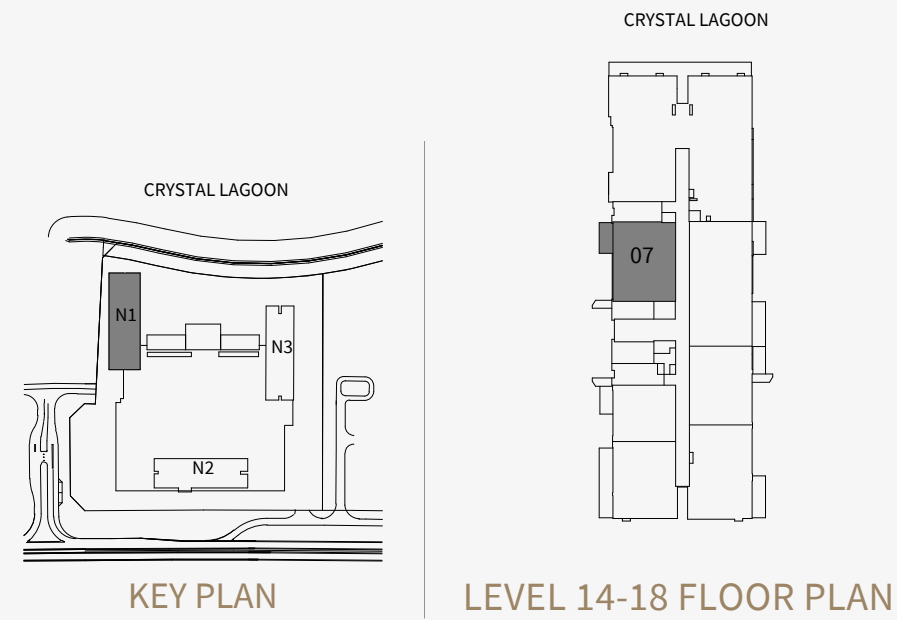 CRYSTAL LAGOON
N1
N3
N2
KEY PLAN
CRYSTAL LAGOON
07
LEVEL 14-18 FLOOR PLAN